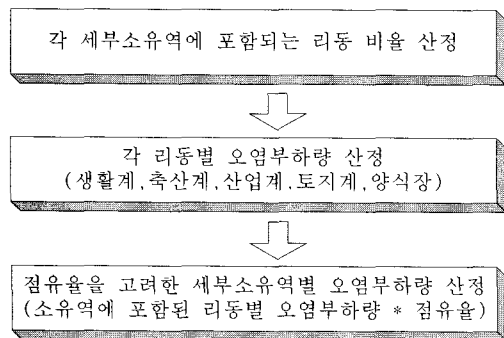 각 세부소유역에 포함되는 리동 비율 산정
각 리동별 오염부하량 산정
(생활계,축산계,산업계,토지계,양식장)
점유율을 고려한 세부소유역별 오염부하량 산정
(소유역에 포함된 리동별 오염부하량 * 점유율)